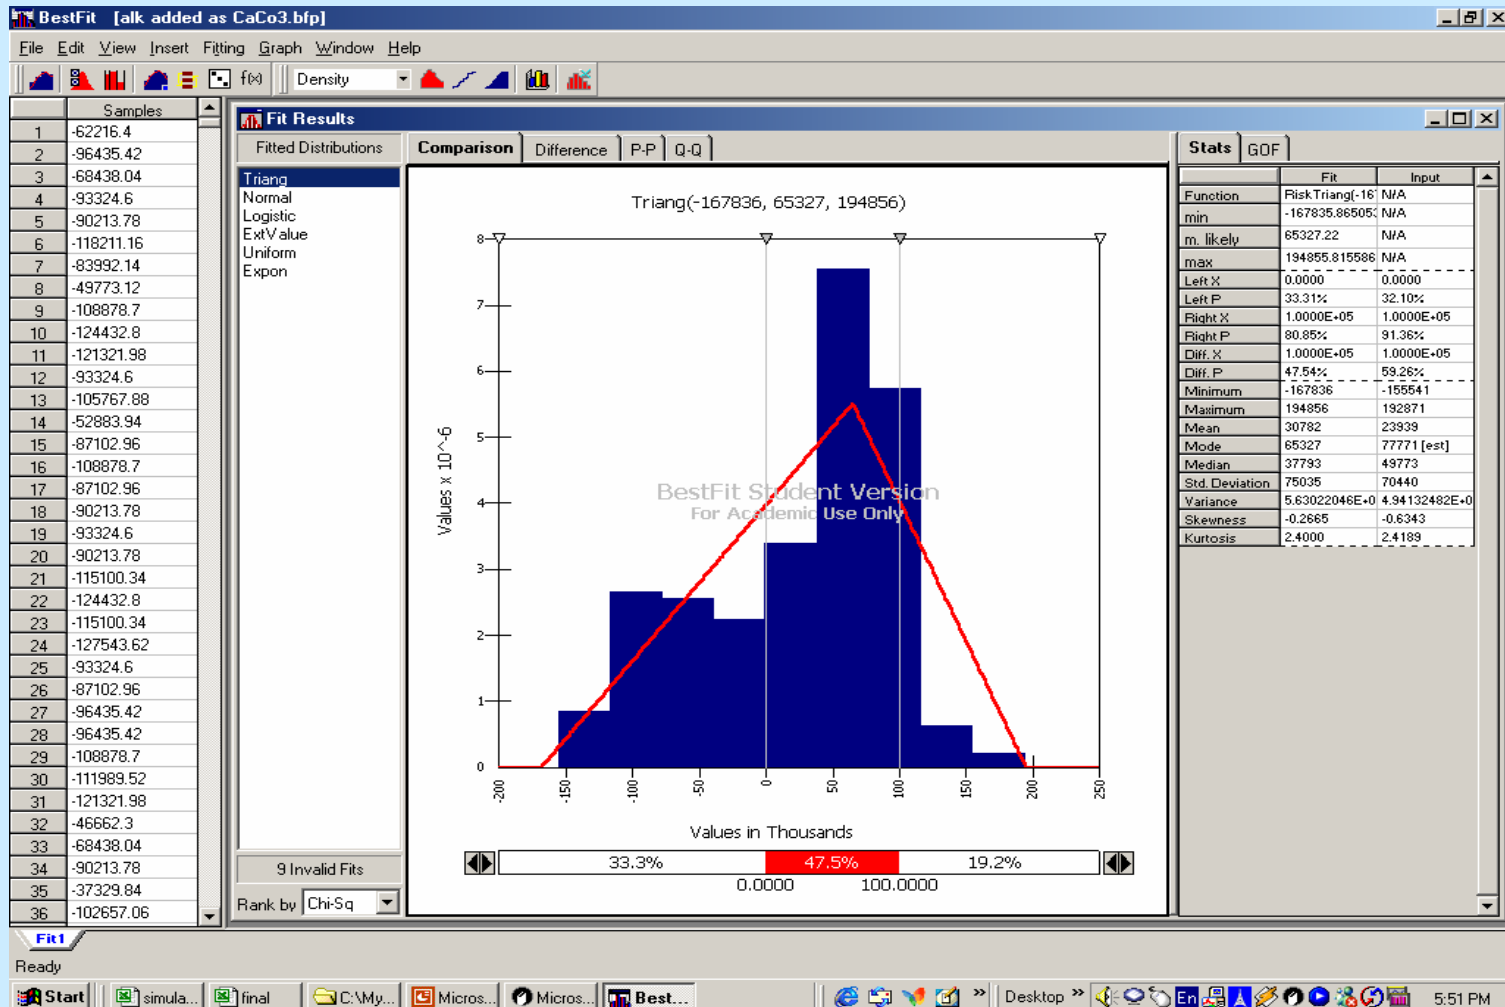 BestFit [alk added as CaCo3.bfp]
File Edit View Insert Fitting Graph Window Help
f(x) Density
Samples
1 -62216.4
2 -96435.42
3 -68438.04
4 -93324.6
5 -90213.78
6 -118211.16
7 -83992.14
8 -49773.12
9 -108878.7
10 -124432.8
11 -121321.98
12 -93324.6
13 -105767.88
14 -52883.94
15 -87102.96
16 -108878.7
17 -87102.96
18 -90213.78
19 -93324.6
20 -90213.78
21 -115100.34
22 -124432.8
23 -115100.34
24 -127543.62
25 -93324.6
26 -87102.96
27 -96435.42
28 -96435.42
29 -108878.7
30 -111989.52
31 -121321.98
32 -46662.3
33 -68438.04
34 -90213.78
35 -37329.84
36 -102657.06
Fit Results
Fitted Distributions
Triang
Normal
Logistic
ExtValue
Uniform
Expon
9 Invalid Fits
Rank by Chi-Sq
Comparison Difference P-P Q-Q
Triang(-167836, 65327, 194856)
Values x 10^-6
8
7
6
5
4
3
2
1
0
BestFit Student Version
For Academic Use Only
-200 -150 -100 -50 0 50 100 150 200 250
Values in Thousands
33.3% 47.5% 19.2%
0.0000 100.0000
Stats GOF
Fit Input
Function RiskTriang(-16 N/A
min -167835.86505 N/A
m. likely 65327.22 N/A
max 194855.815586 N/A
Left X 0.0000 0.0000
Left P 33.31% 32.10%
Right X 1.0000E+05 1.0000E+05
Right P 80.85% 91.36%
Diff. X 1.0000E+05 1.0000E+05
Diff. P 47.54% 59.26%
Minimum -167836 -155541
Maximum 194856 192871
Mean 30782 23939
Mode 65327 77771 [est]
Median 37793 49773
Std. Deviation 75035 70440
Variance 5.63022046E+0 4.94132482E+0
Skewness -0.2665 -0.6343
Kurtosis 2.4000 2.4189
Fit1
Ready
Start simula... final C:\My... Micros... Micros... Best... Desktop » En 5:51 PM